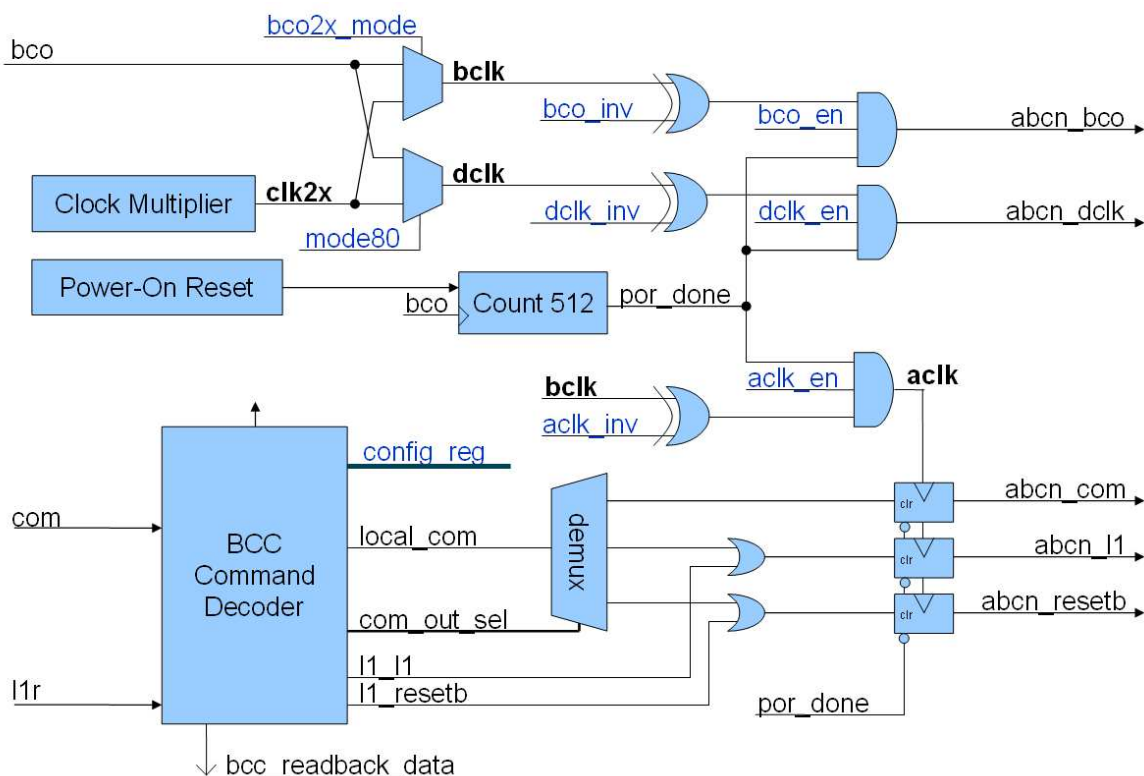 bco2x_mode
bco
bclk
bco_inv
bco_en
abcn_bco
Clock Multiplier
clk2x
dclk
dclk_inv
dclk_en
abcn_dclk
mode80
Power-On Reset
bco
Count 512
por_done
bclk
aclk_inv
aclk_en
aclk
config_reg
com
BCC
Command
Decoder
local_com
demux
clr
abcn_com
clr
abcn_l1
clr
abcn_resetb
com_out_sel
l1_l1
l1_resetb
l1r
por_done
bcc_readback_data